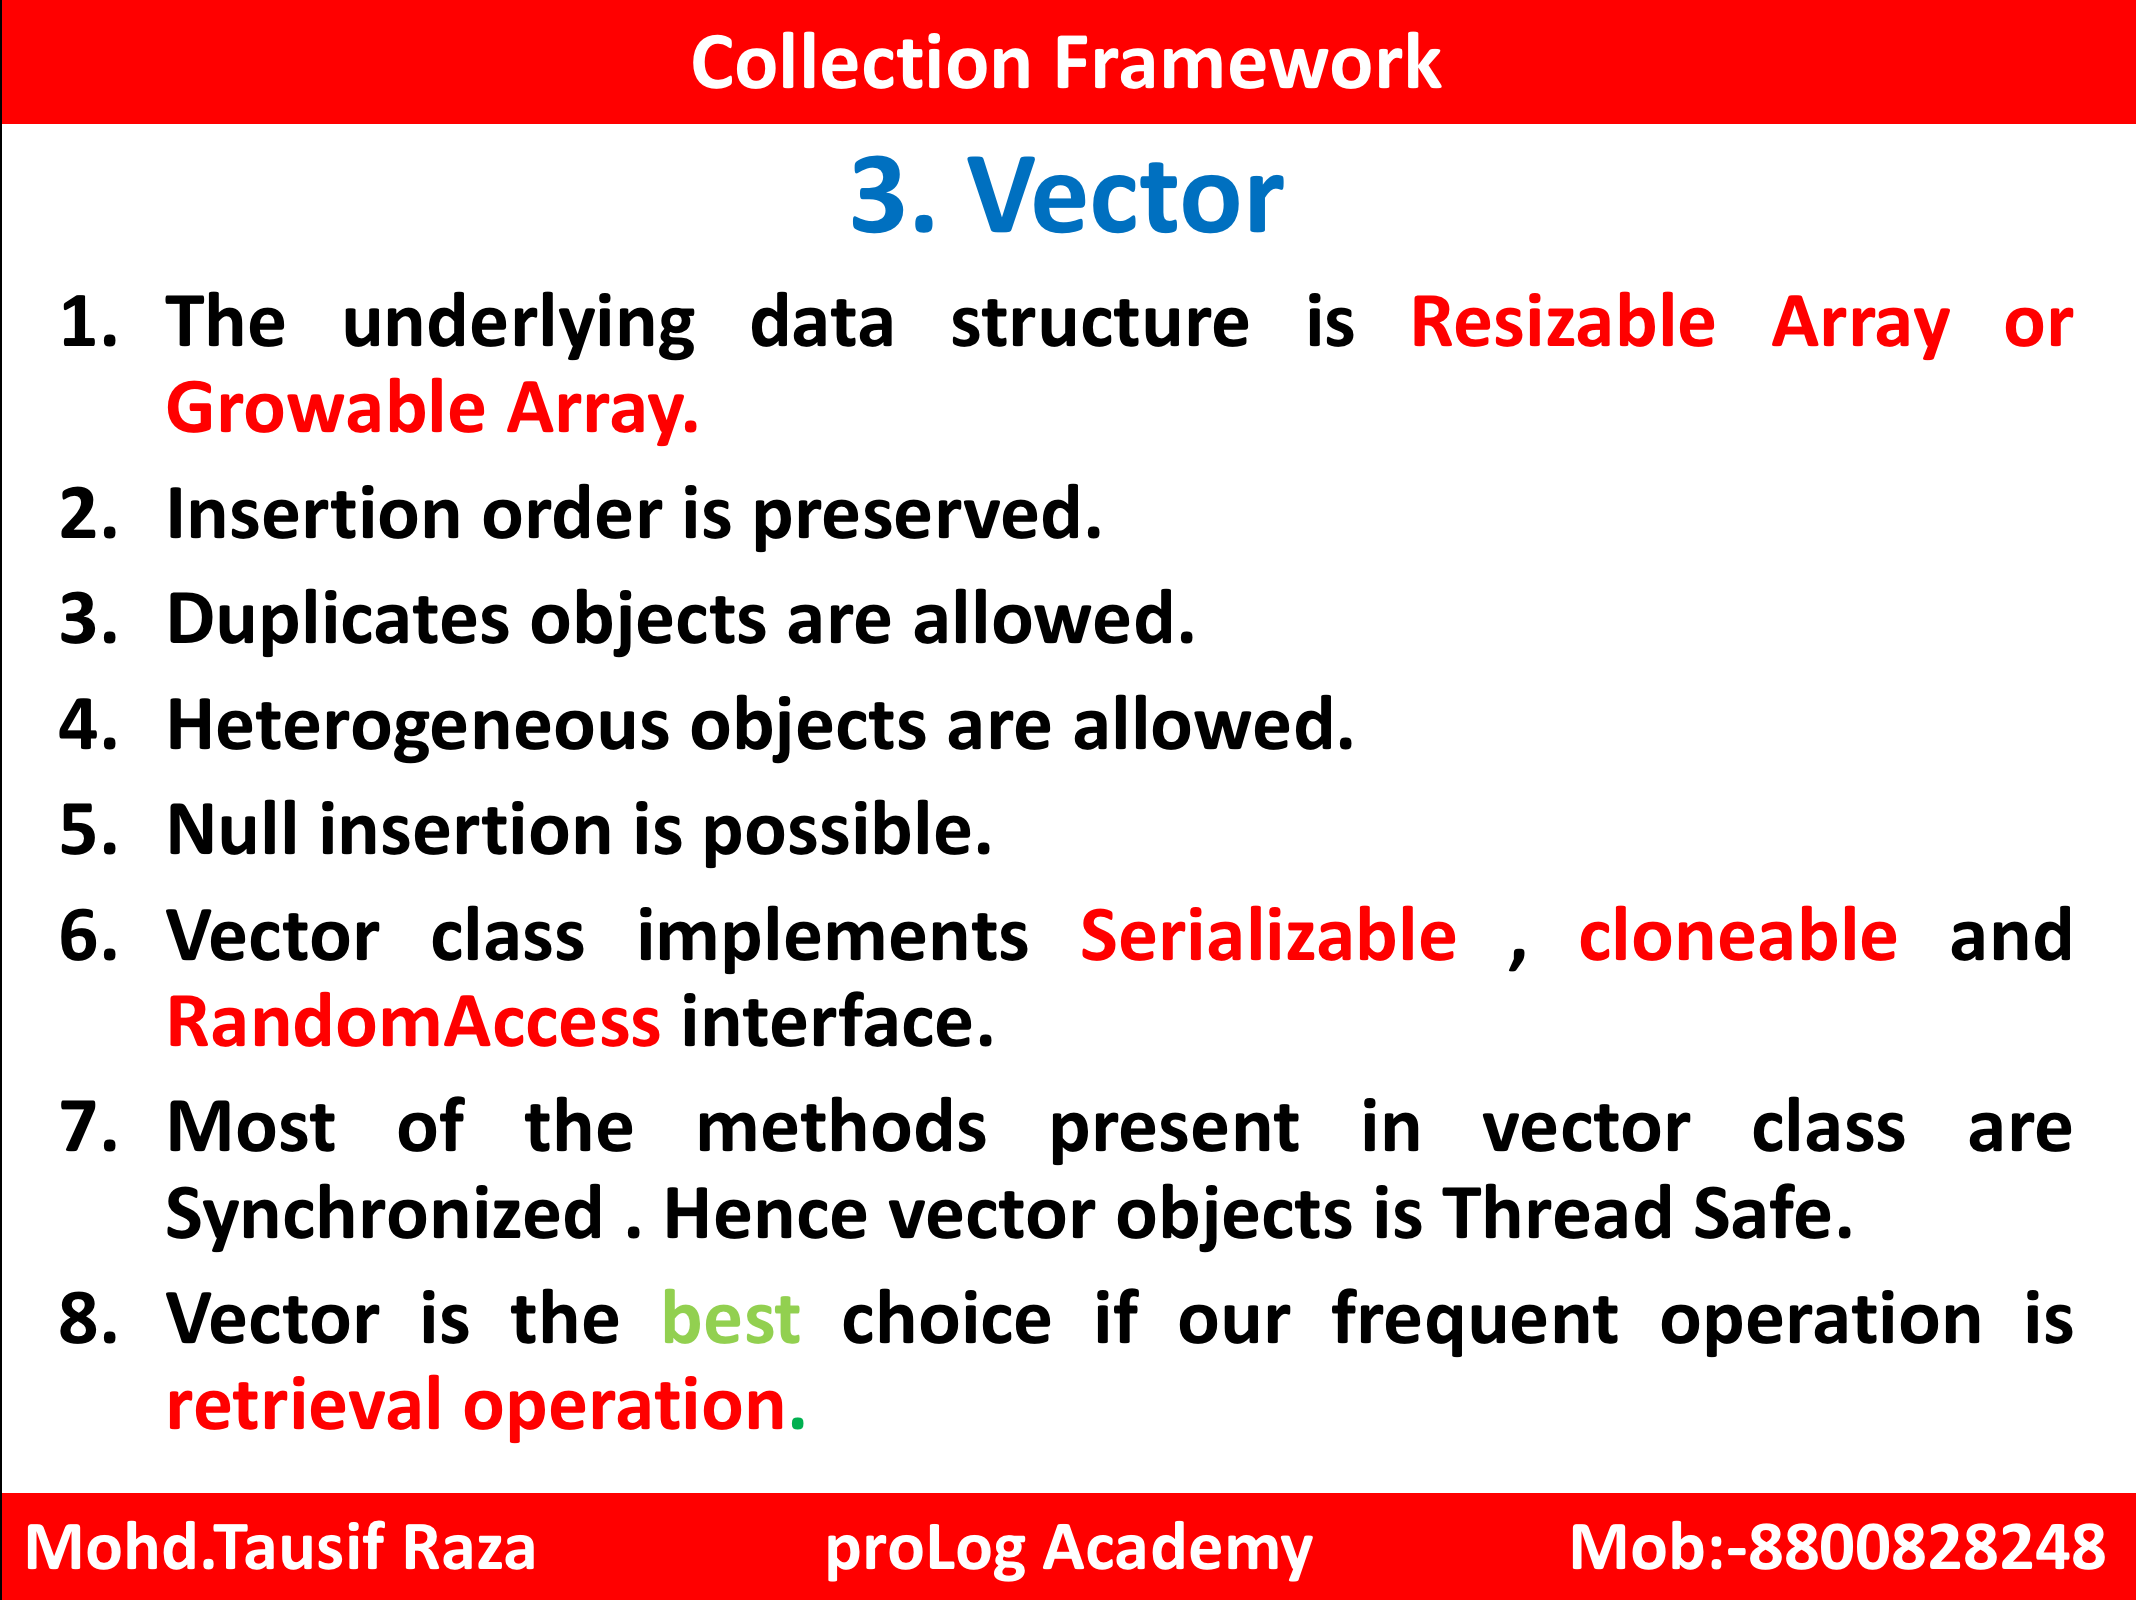 Collection Framework
3. Vector
1. The underlying data structure is Resizable Array or
Growable Array.
2. Insertion order is preserved.
3. Duplicates objects are allowed.
4. Heterogeneous objects are allowed.
5. Null insertion is possible.
6. Vector class implements Serializable , cloneable and
RandomAccess interface.
7. Most of the methods present in vector class are
Synchronized . Hence vector objects is Thread Safe.
8. Vector is the best choice if our frequent operation is
retrieval operation.
Mohd.Tausif Raza proLog Academy Mob:-8800828248